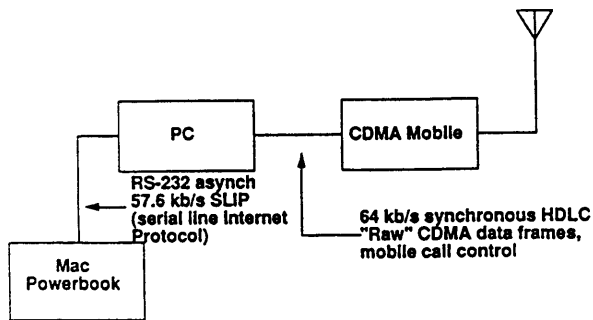 PC
CDMA Mobile
RS-232 asynch
57.6 kb/s SLIP
(serial line Internet
Protocol)
64 kb/s synchronous HDLC
"Raw" CDMA data frames,
mobile call control
Mac
Powerbook